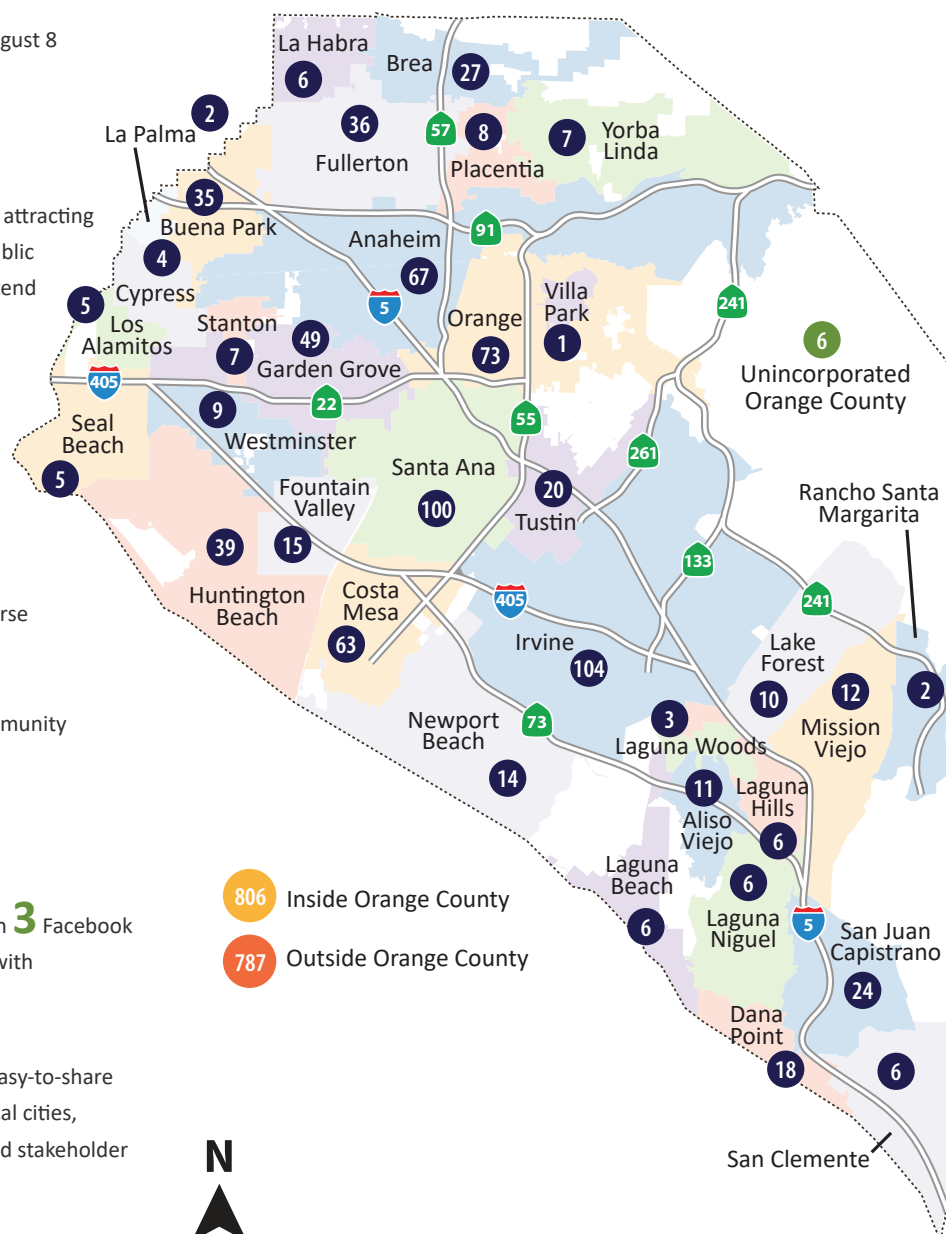 gust 8
attracting
blic
end
rse
munity
n 3 Facebook
with
asy-to-share
al cities,
d stakeholder
La Habra
6
Brea
27
2
La Palma
36
Fullerton
57
8
Placentia
7
Yorba
Linda
35
Buena Park
91
Anaheim
67
4
Cypress
5
Los
Alamitos
5
241
Stanton
7
49
Garden Grove
Orange
73
Villa
Park
1
6
Unincorporated
Orange County
405
22
9
Westminster
55
261
Seal
Beach
5
Santa Ana
100
Fountain
Valley
15
20
Tustin
Rancho Santa
Margarita
2
39
Huntington
Beach
Costa
Mesa
63
405
133
241
Irvine
104
Lake
Forest
10
12
Mission
Viejo
Newport
Beach
14
73
3
Laguna Woods
11
Aliso
Viejo
Laguna
Hills
6
Laguna
Beach
6
6
Laguna
Niguel
5
San Juan
Capistrano
24
Dana
Point
18
6
San Clemente
806 Inside Orange County
787 Outside Orange County
N